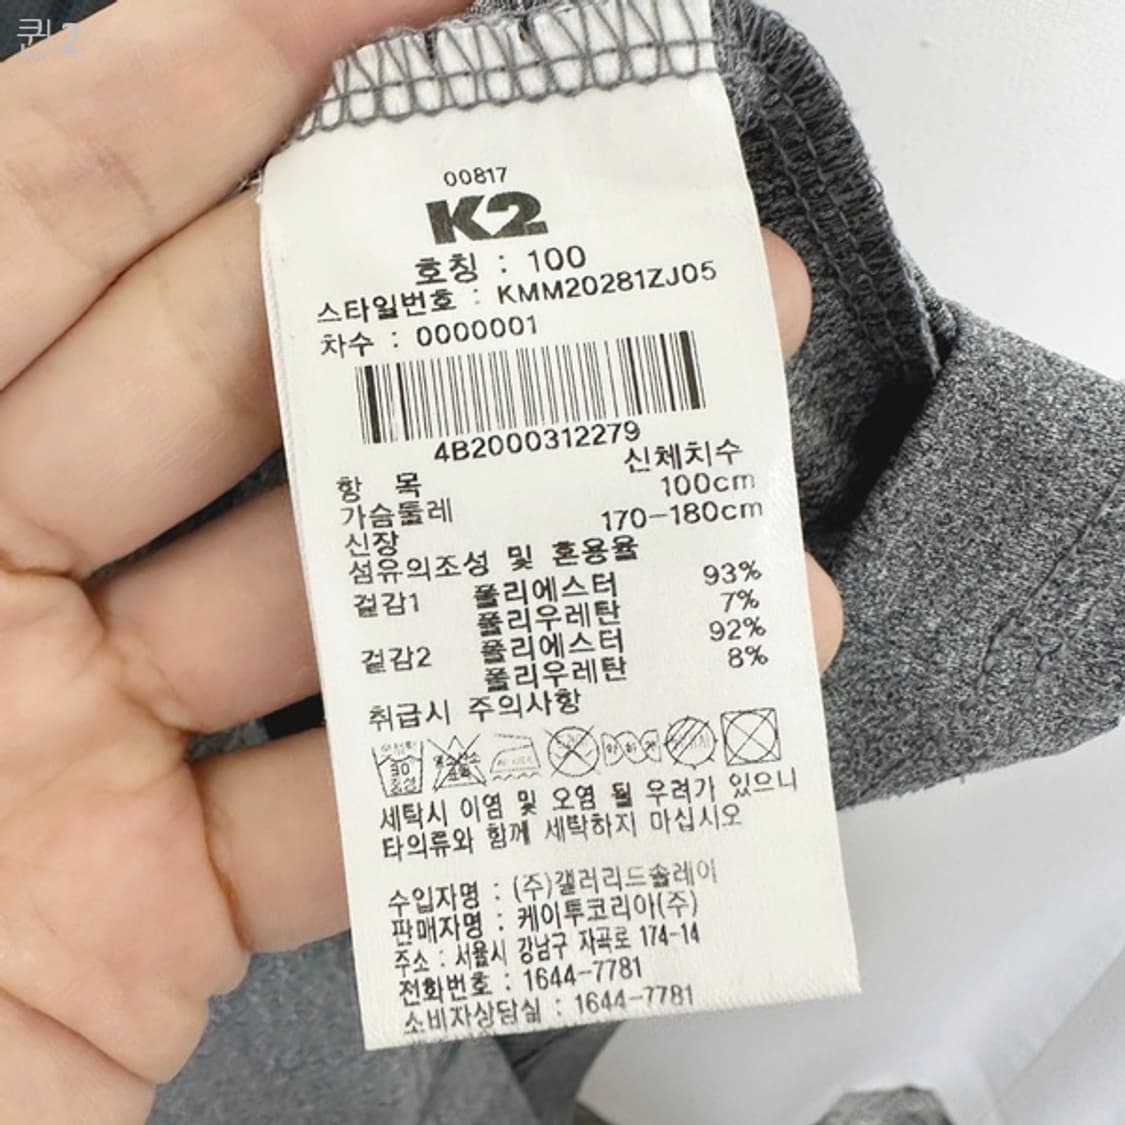 퀸2
00817
K2
호칭 : 100
스타일번호 : KMM20281ZJ05
차수 : 0000001
4B2000312279
항 목 신체치수
가슴둘레 100cm
신장 170-180cm
섬유의조성 및 혼용율
겉감1 폴리에스터 93%
폴리우레탄 7%
겉감2 폴리에스터 92%
폴리우레탄 8%
취급시 주의사항
30
세탁시 이염 및 오염 될 우려가 있으니
타의류와 함께 세탁하지 마십시오
수입자명 : (주)갤러리드솔레이
판매자명 : 케이투코리아(주)
주소 : 서울시 강남구 자곡로 174-14
전화번호 : 1644-7781
소비자상담실 : 1644-7781